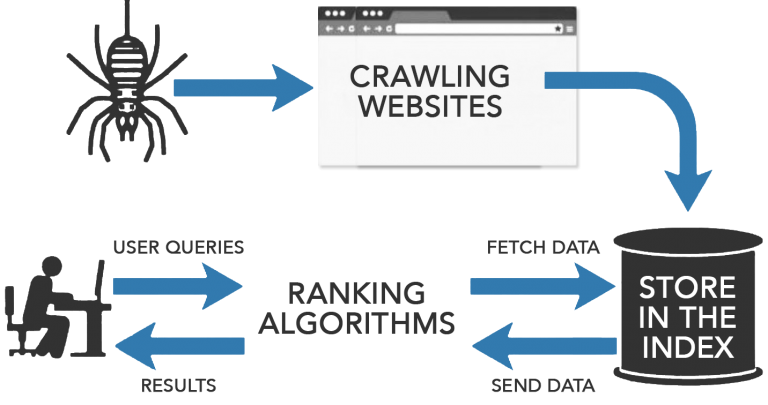 CRAWLING
WEBSITES
USER QUERIES
FETCH DATA
RANKING
ALGORITHMS
STORE
IN THE
INDEX
RESULTS
SEND DATA